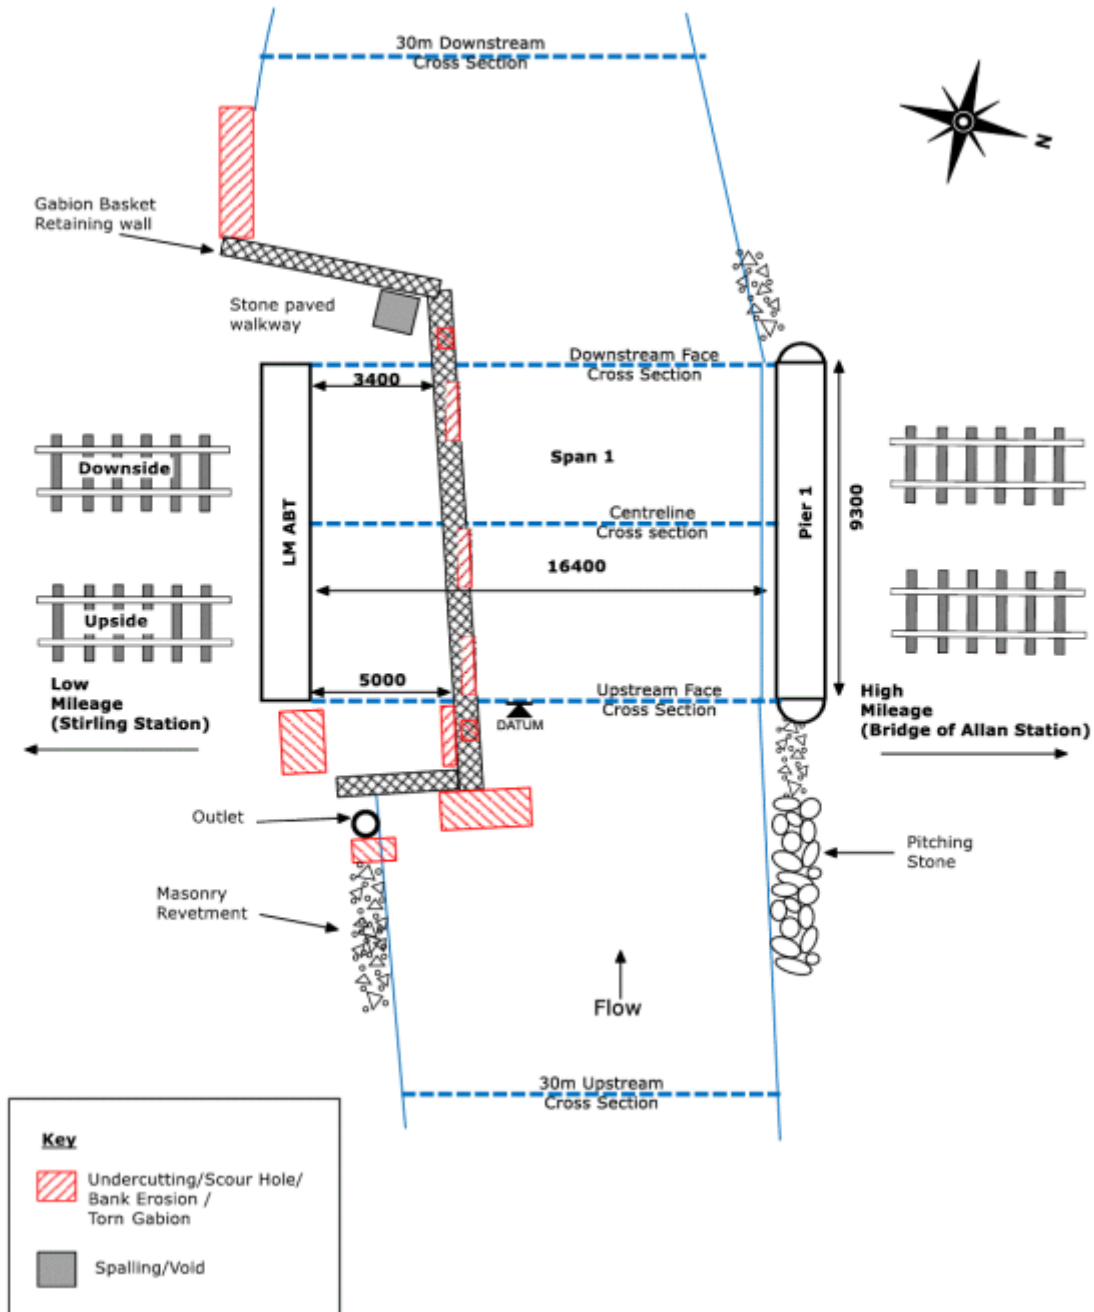 30m Downstream
Cross Section
N
Gabion Basket
Retaining wall
Stone paved
walkway
Downstream Face
Cross Section
3400
Downside
Span 1
LM ABT
Pier 1
9300
Centreline
Cross section
16400
Upside
5000
Upstream Face
Cross Section
DATUM
Low
Mileage
(Stirling Station)
High
Mileage
(Bridge of Allan Station)
Outlet
Pitching
Stone
Masonry
Revetment
Flow
30m Upstream
Cross Section
Key
Undercutting/Scour Hole/
Bank Erosion /
Torn Gabion
Spalling/Void